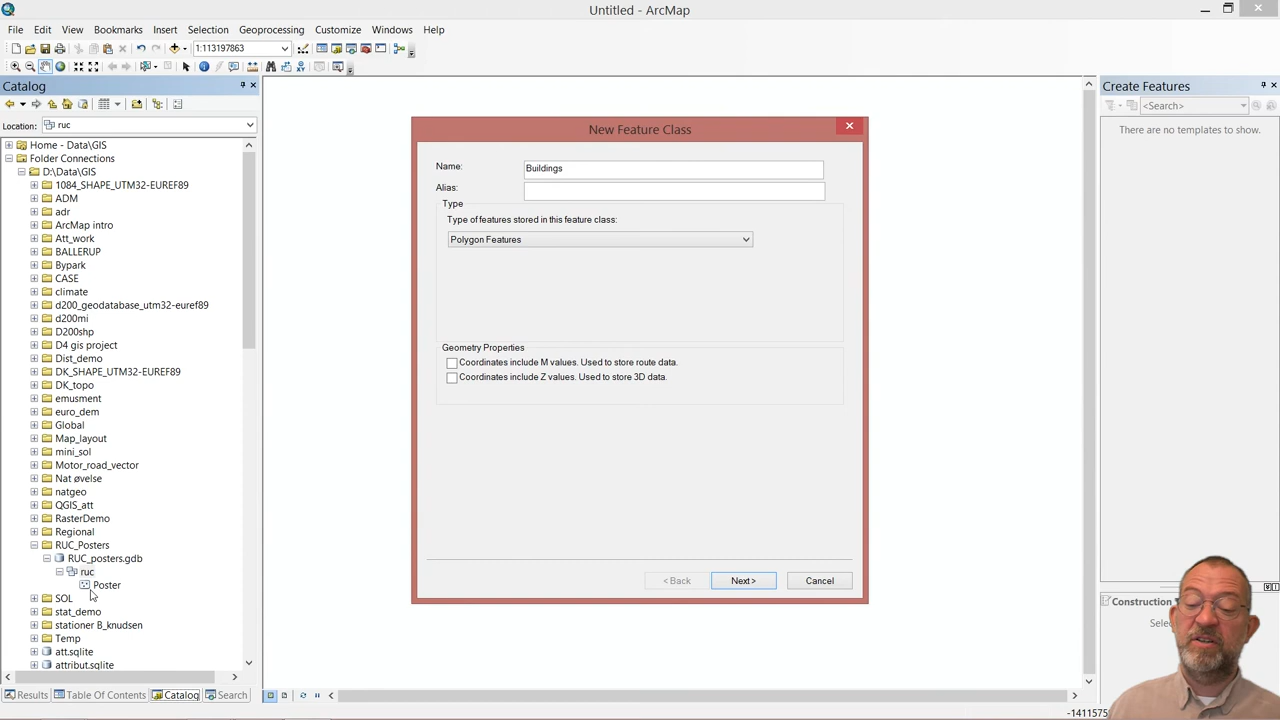 Untitled - ArcMap
File Edit View Bookmarks Insert Selection Geoprocessing Customize Windows Help
1:113197863
Catalog
Location: ruc
Home - Data\GIS
Folder Connections
D:\Data\GIS
1084_SHAPE_UTM32-EUREF89
ADM
adr
ArcMap intro
Att_work
BALLERUP
Bypark
CASE
climate
d200_geodatabase_utm32-euref89
d200mi
D200shp
D4 gis project
Dist_demo
DK_SHAPE_UTM32-EUREF89
DK_topo
emusment
euro_dem
Global
Map_layout
mini_sol
Motor_road_vector
Nat øvelse
natgeo
QGIS_att
RasterDemo
Regional
RUC_Posters
RUC_posters.gdb
ruc
Poster
SOL
stat_demo
stationer B_knudsen
Temp
att.sqlite
attribut.sqlite
Results Table Of Contents Catalog Search
New Feature Class
Name: Buildings
Alias:
Type
Type of features stored in this feature class:
Polygon Features
Geometry Properties
Coordinates include M values. Used to store route data.
Coordinates include Z values. Used to store 3D data.
< Back Next> Cancel
Create Features
<Search>
There are no templates to show.
Construction
Selec
-1411575